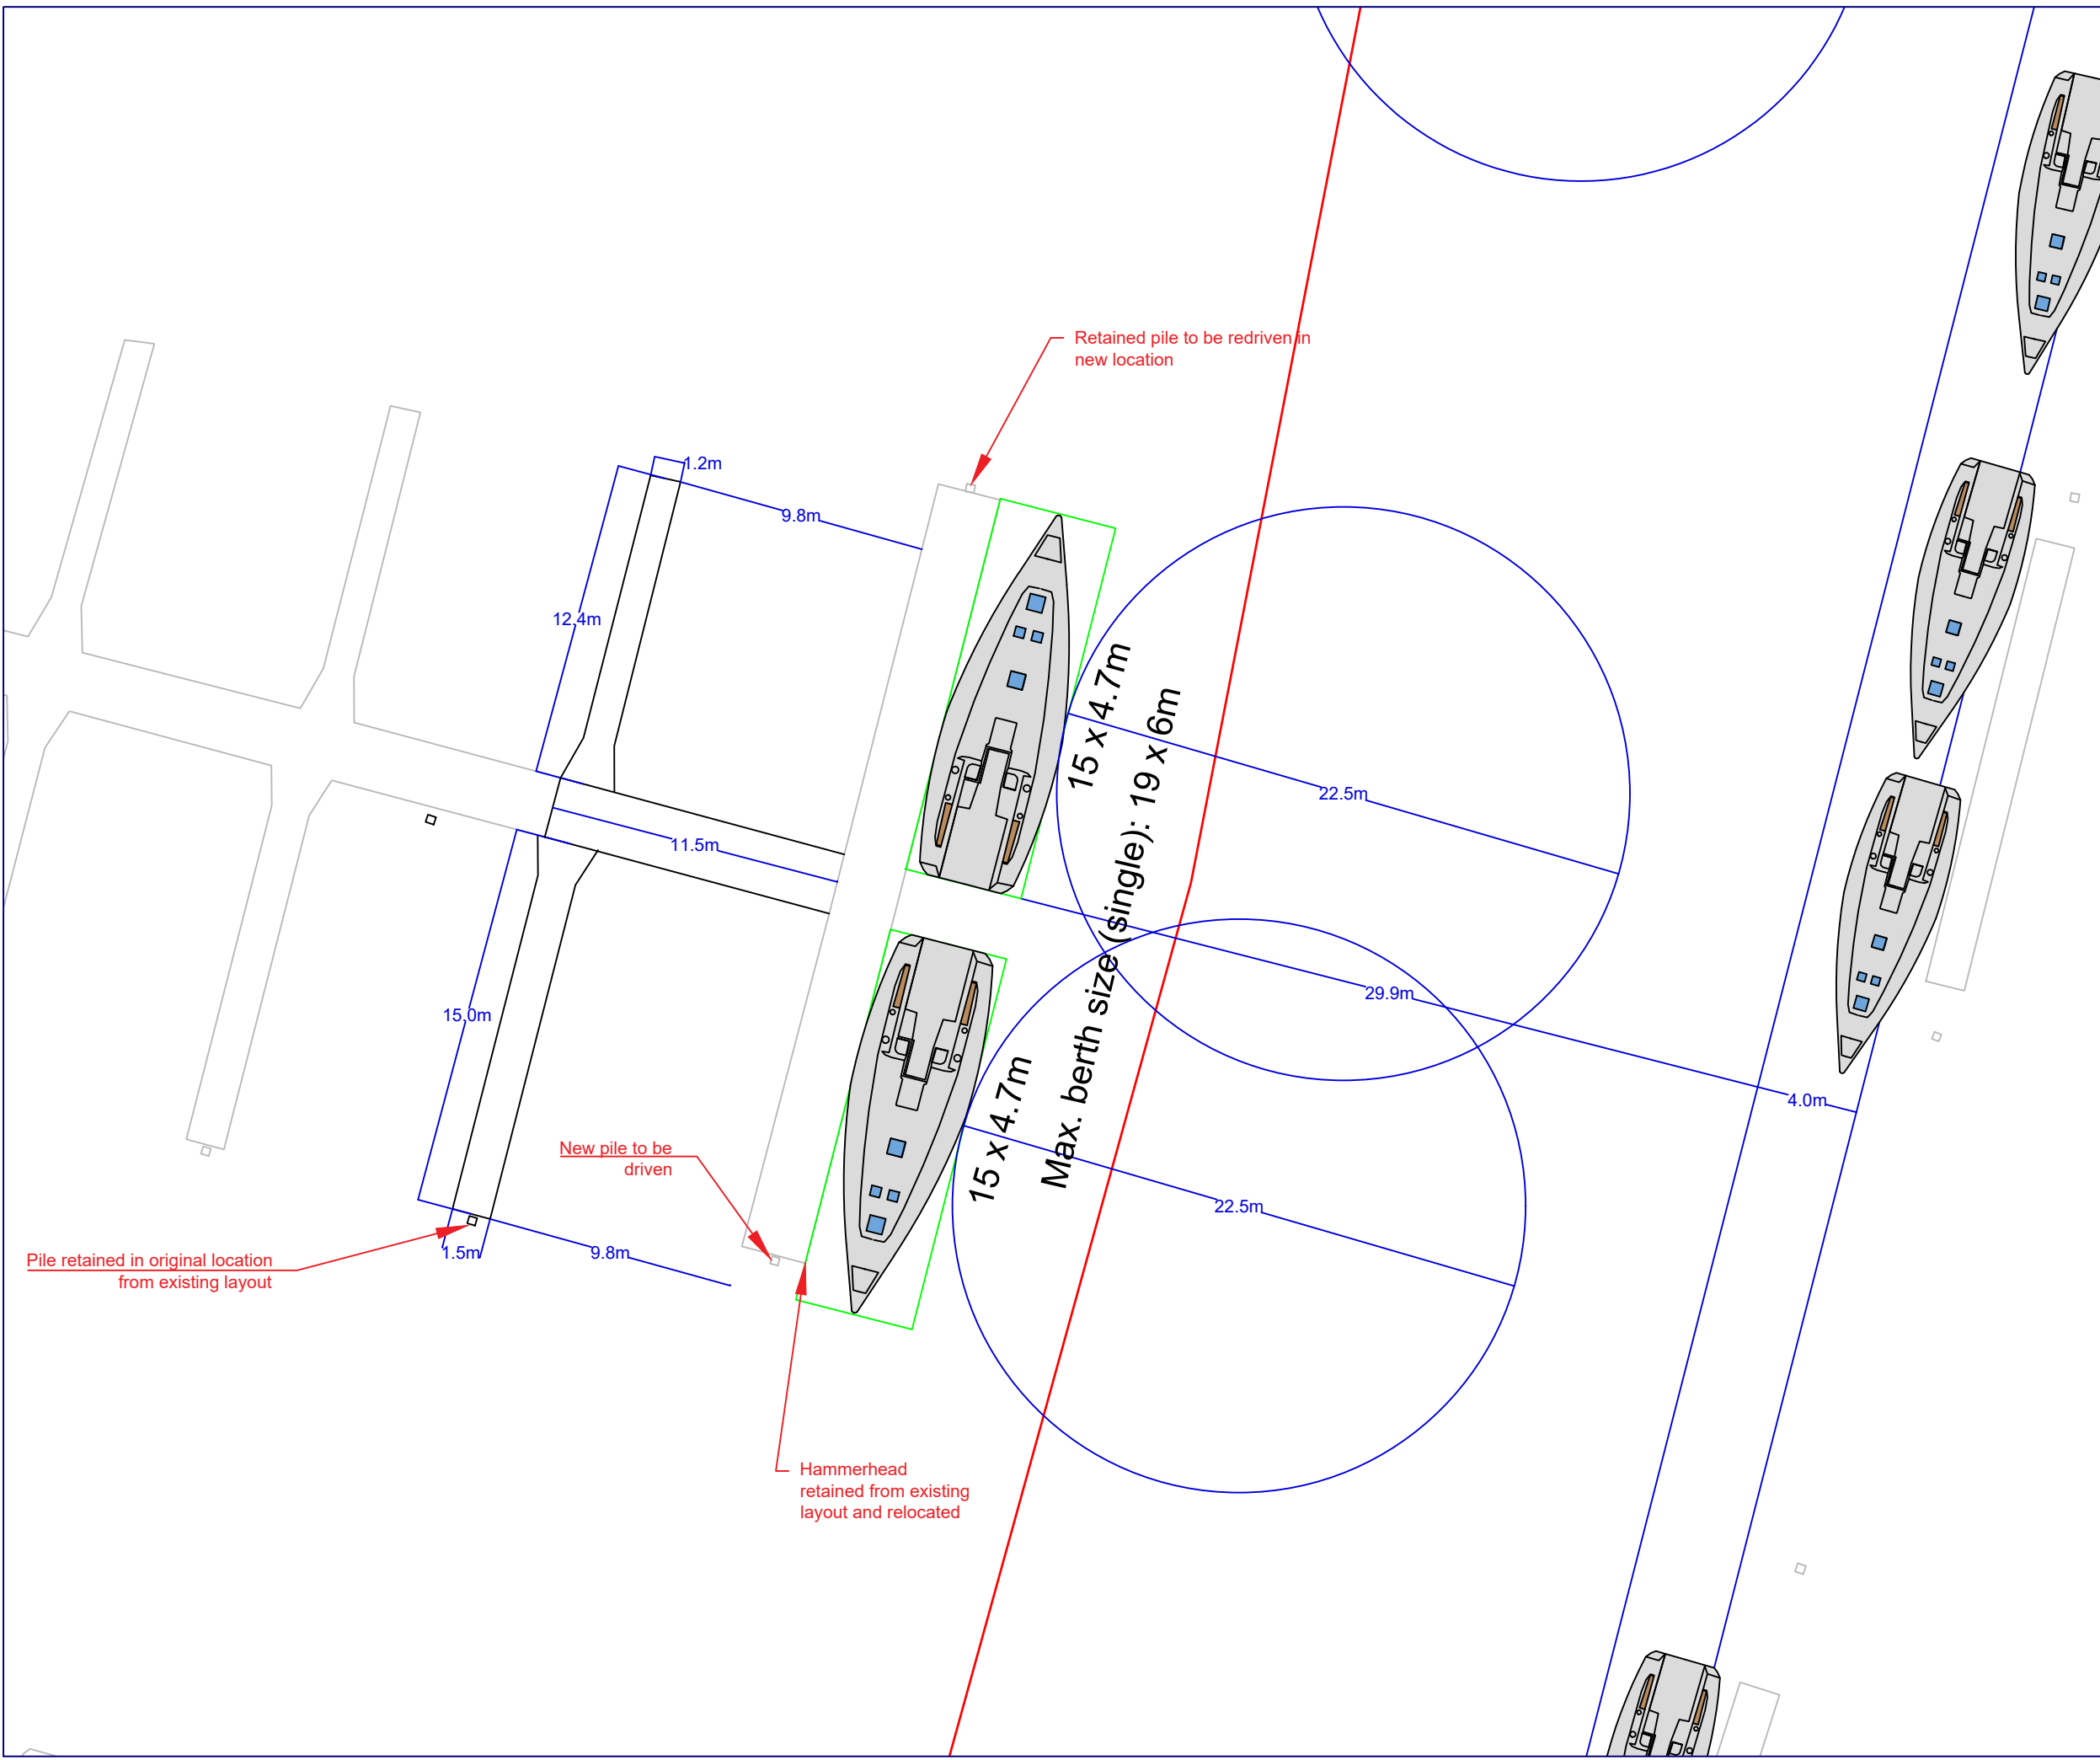 Retained pile to be redriven in
new location
1.2m
9.8m
12.4m
15 x 4.7m
Max. berth size (single): 19 x 6m
22.5m
11.5m
29.9m
15.0m
4.0m
15 x 4.7m
New pile to be
driven
22.5m
1.5m
9.8m
Pile retained in original location
from existing layout
Hammerhead
retained from existing
layout and relocated